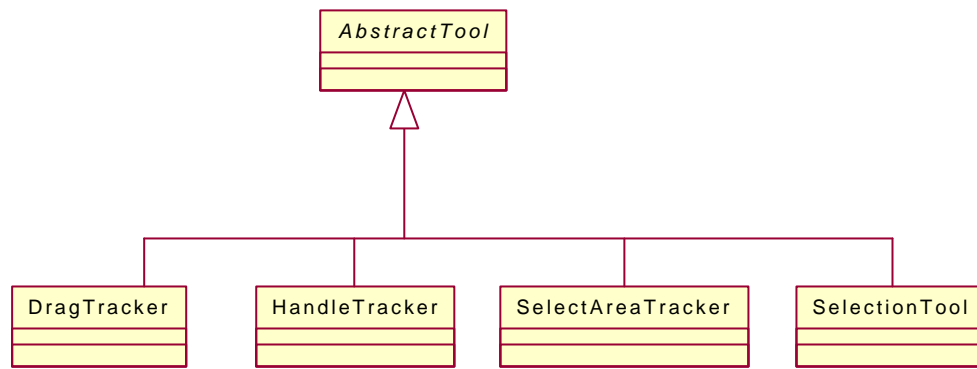 AbstractTool
DragTracker
HandleTracker
SelectAreaTracker
SelectionTool